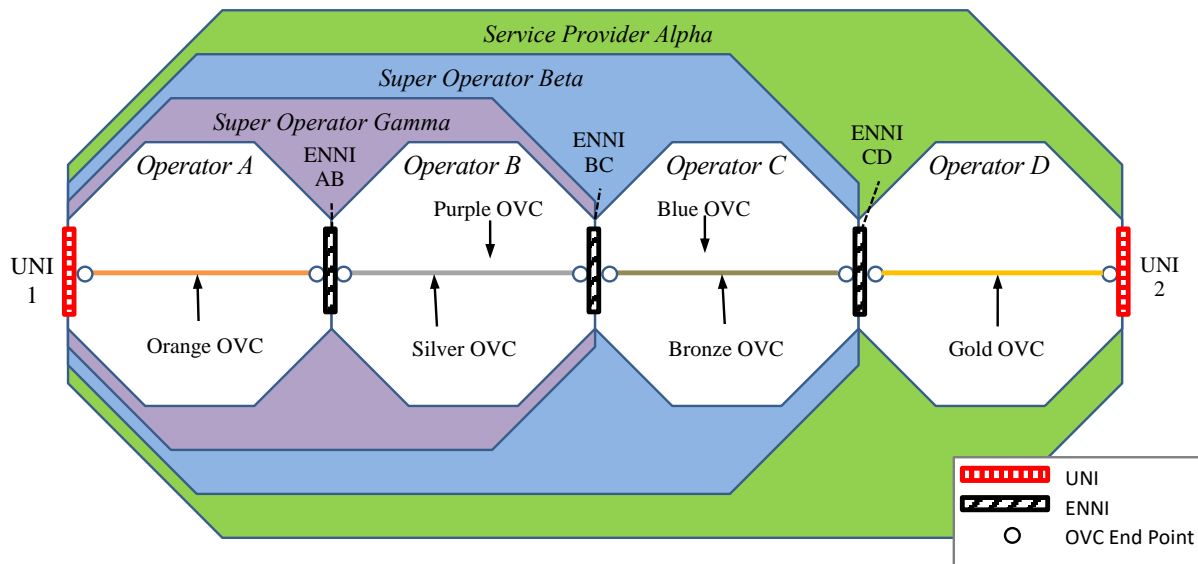 Service Provider Alpha
Super Operator Beta
Super Operator Gamma
ENNI
BC
ENNI
CD
Operator A
ENNI
AB
Operator B
Operator C
Operator D
Purple OVC
Blue OVC
UNI
1
UNI
2
Orange OVC
Silver OVC
Bronze OVC
Gold OVC
UNI
ENNI
OVC End Point